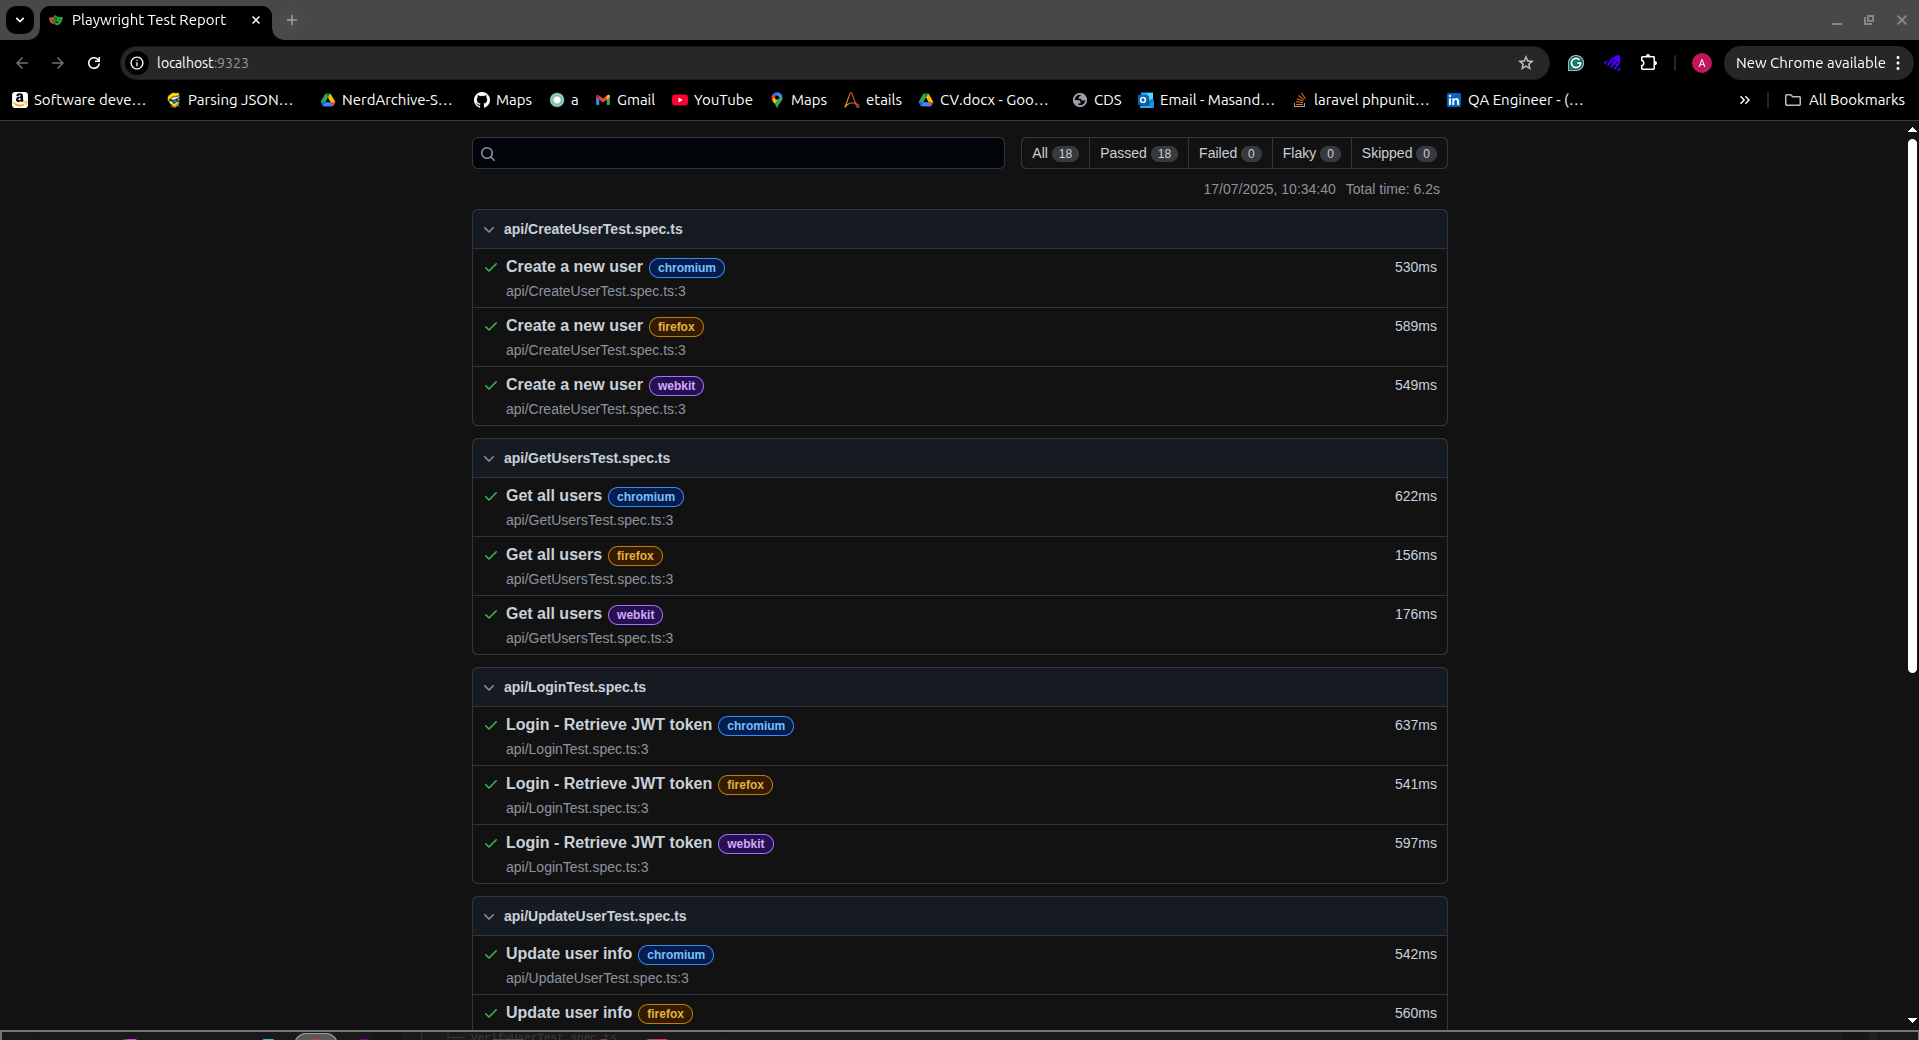 Playwright Test Report
localhost:9323
New Chrome available
Software deve...
Parsing JSON...
NerdArchive-S...
Maps
a
Gmail
YouTube
Maps
etails
CV.docx - Goo...
CDS
Email - Masand...
laravel phpunit...
QA Engineer - (...
All Bookmarks
All 18
Passed 18
Failed 0
Flaky 0
Skipped 0
17/07/2025, 10:34:40 Total time: 6.2s
api/CreateUserTest.spec.ts
Create a new user chromium 530ms
api/CreateUserTest.spec.ts:3
Create a new user firefox 589ms
api/CreateUserTest.spec.ts:3
Create a new user webkit 549ms
api/CreateUserTest.spec.ts:3
api/GetUsersTest.spec.ts
Get all users chromium 622ms
api/GetUsersTest.spec.ts:3
Get all users firefox 156ms
api/GetUsersTest.spec.ts:3
Get all users webkit 176ms
api/GetUsersTest.spec.ts:3
api/LoginTest.spec.ts
Login - Retrieve JWT token chromium 637ms
api/LoginTest.spec.ts:3
Login - Retrieve JWT token firefox 541ms
api/LoginTest.spec.ts:3
Login - Retrieve JWT token webkit 597ms
api/LoginTest.spec.ts:3
api/UpdateUserTest.spec.ts
Update user info chromium 542ms
api/UpdateUserTest.spec.ts:3
Update user info firefox 560ms